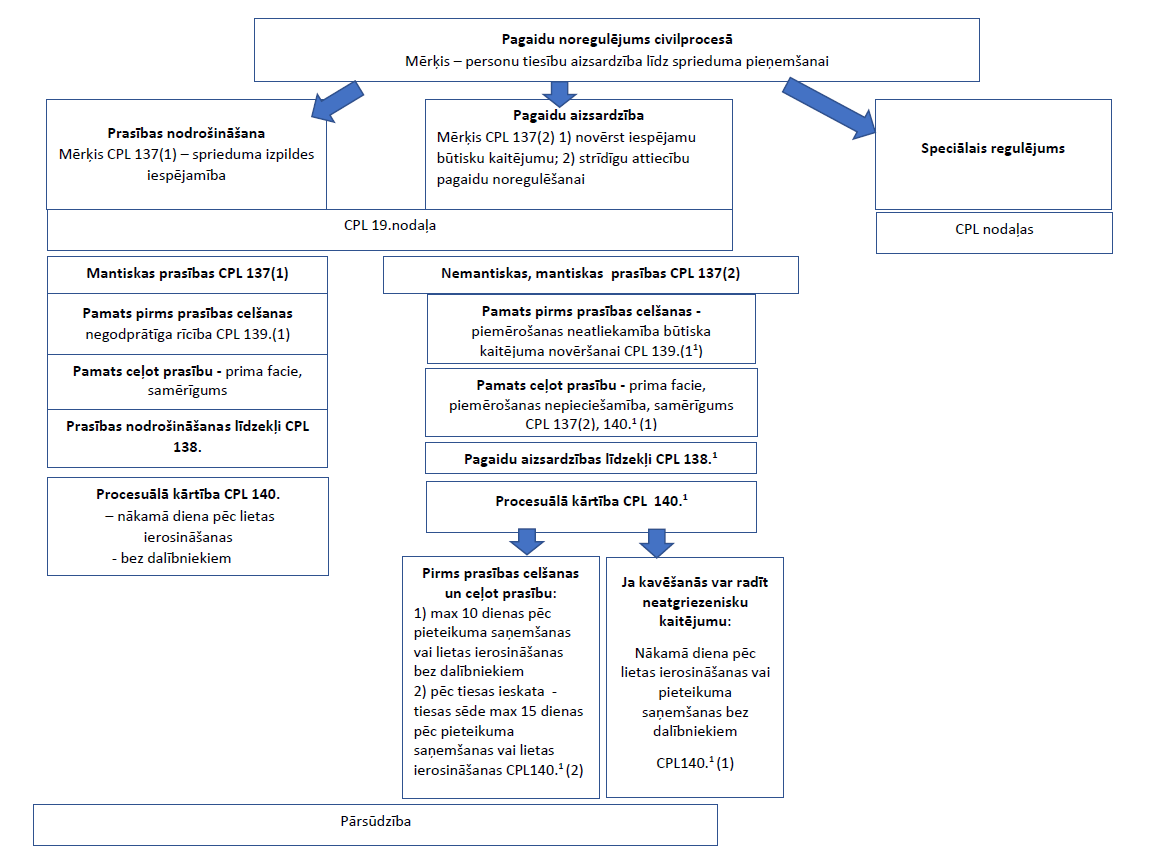 Pagaidu noregulējums civilprocesā
Mērķis – personu tiesību aizsardzība līdz sprieduma pieņemšanai
Prasības nodrošināšana
Mērķis CPL 137(1) – sprieduma izpildes
iespējamība
Pagaidu aizsardzība
Mērķis CPL 137(2) 1) novērst iespējamu
būtisku kaitējumu; 2) strīdīgu attiecību
pagaidu noregulēšanai
Speciālais regulējums
CPL 19.nodaļa
CPL nodaļas
Mantiskas prasības CPL 137(1)
Pamats pirms prasības celšanas
negodprātīga rīcība CPL 139.(1)
Pamats ceļot prasību - prima facie,
samērīgums
Prasības nodrošināšanas līdzekļi CPL
138.
Procesuālā kārtība CPL 140.
– nākamā diena pēc lietas
ierosināšanas
- bez dalībniekiem
Nemantiskas, mantiskas prasības CPL 137(2)
Pamats pirms prasības celšanas -
piemērošanas neatliekamība būtiska
kaitējuma novēršanai CPL 139.(1¹)
Pamats ceļot prasību - prima facie,
piemērošanas nepieciešamība, samērīgums
CPL 137(2), 140.¹ (1)
Pagaidu aizsardzības līdzekļi CPL 138.¹
Procesuālā kārtība CPL 140.¹
Pirms prasības celšanas
un ceļot prasību:
1) max 10 dienas pēc
pieteikuma saņemšanas
vai lietas ierosināšanas
bez dalībniekiem
2) pēc tiesas ieskata -
tiesas sēde max 15 dienas
pēc pieteikuma
saņemšanas vai lietas
ierosināšanas CPL140.¹ (2)
Ja kavēšanās var radīt
neatgriezenisku
kaitējumu:
Nākamā diena pēc
lietas ierosināšanas vai
pieteikuma
saņemšanas bez
dalībniekiem
CPL140.¹ (1)
Pārsūdzība